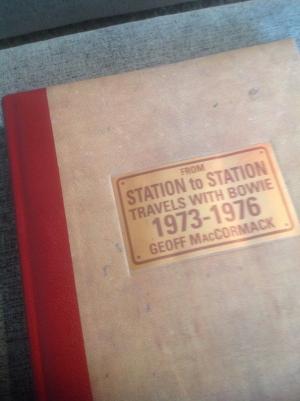 FROM
STATION to STATION
TRAVELS WITH BOWIE
1973-1976
GEOFF MACCORMACK